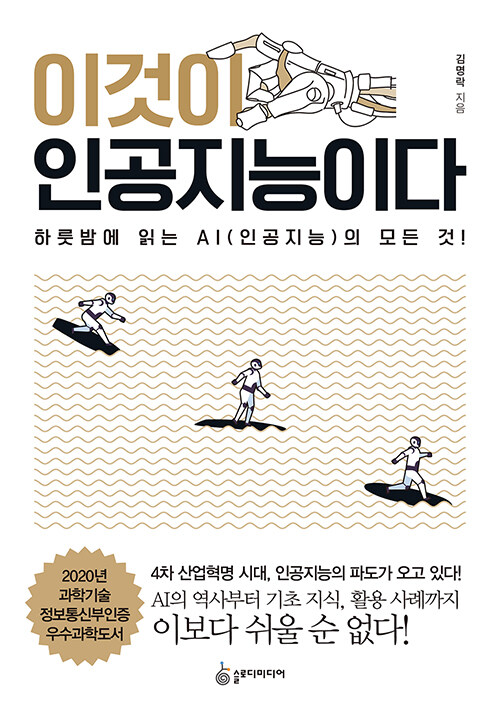 이것이
인공지능이다
김명락 지음
하룻밤에 읽는 AI(인공지능)의 모든 것!
2020년
과학기술
정보통신부인증
우수과학도서
4차 산업혁명 시대, 인공지능의 파도가 오고 있다!
AI의 역사부터 기초 지식, 활용 사례까지
이보다 쉬울 순 없다!
슬로디미디어